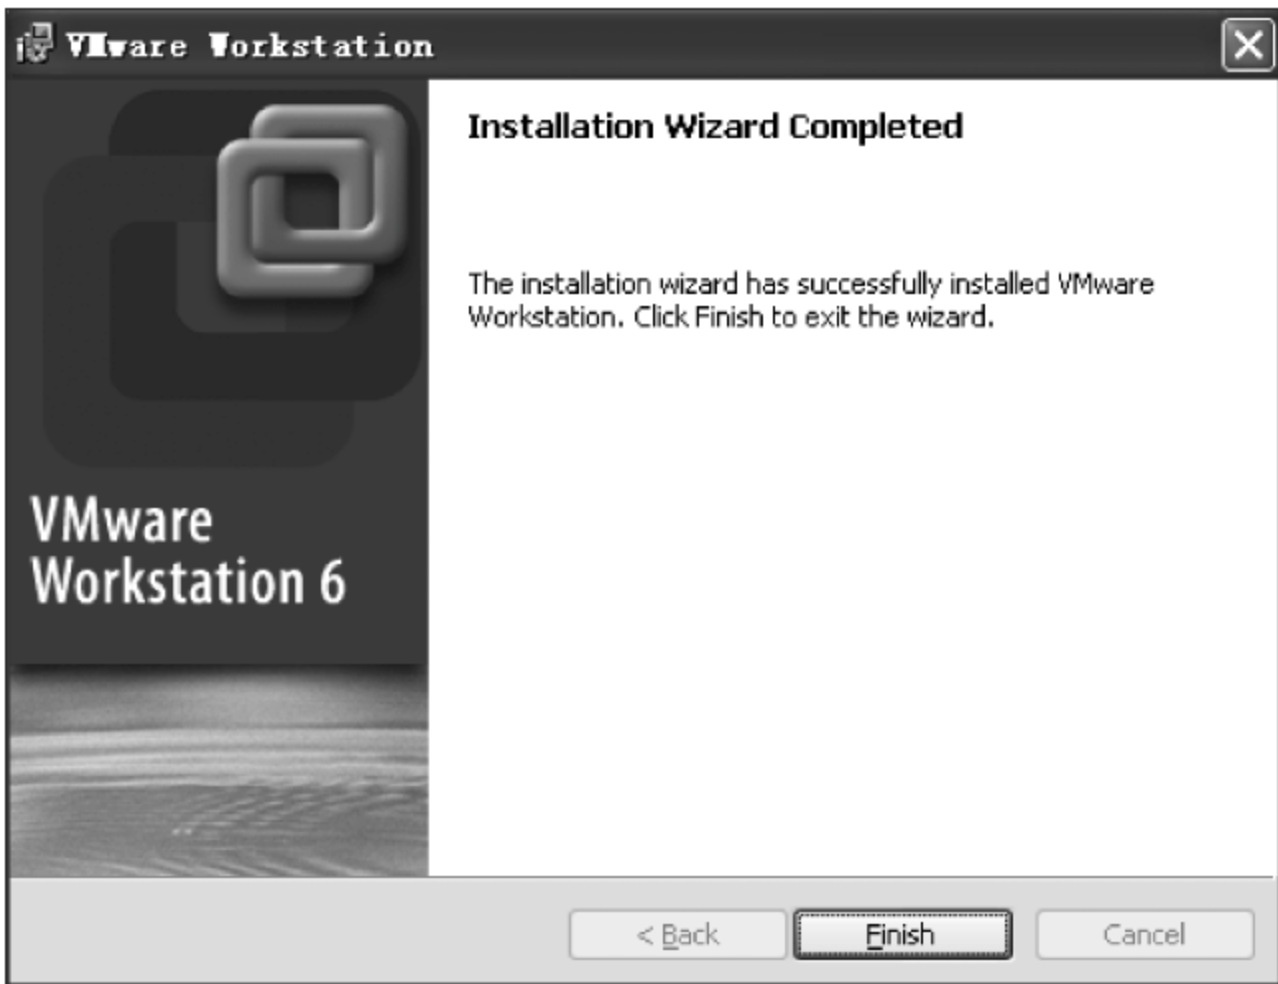 VMware Workstation
Installation Wizard Completed
The installation wizard has successfully installed VMware
Workstation. Click Finish to exit the wizard.
VMware
Workstation 6
< Back
Finish
Cancel